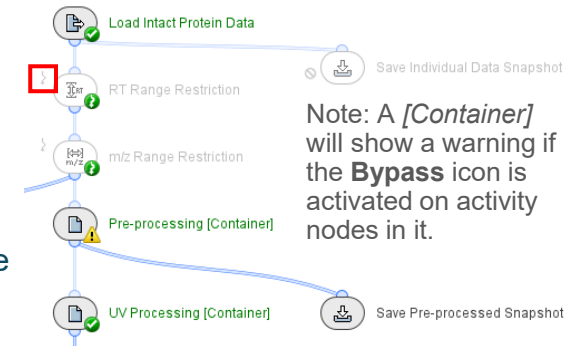 Load Intact Protein Data
Save Individual Data Snapshot
RT
RT Range Restriction
Note: A [Container]
will show a warning if
the Bypass icon is
activated on activity
nodes in it.
m/z
m/z Range Restriction
Pre-processing [Container]
e
UV Processing [Container]
Save Pre-processed Snapshot